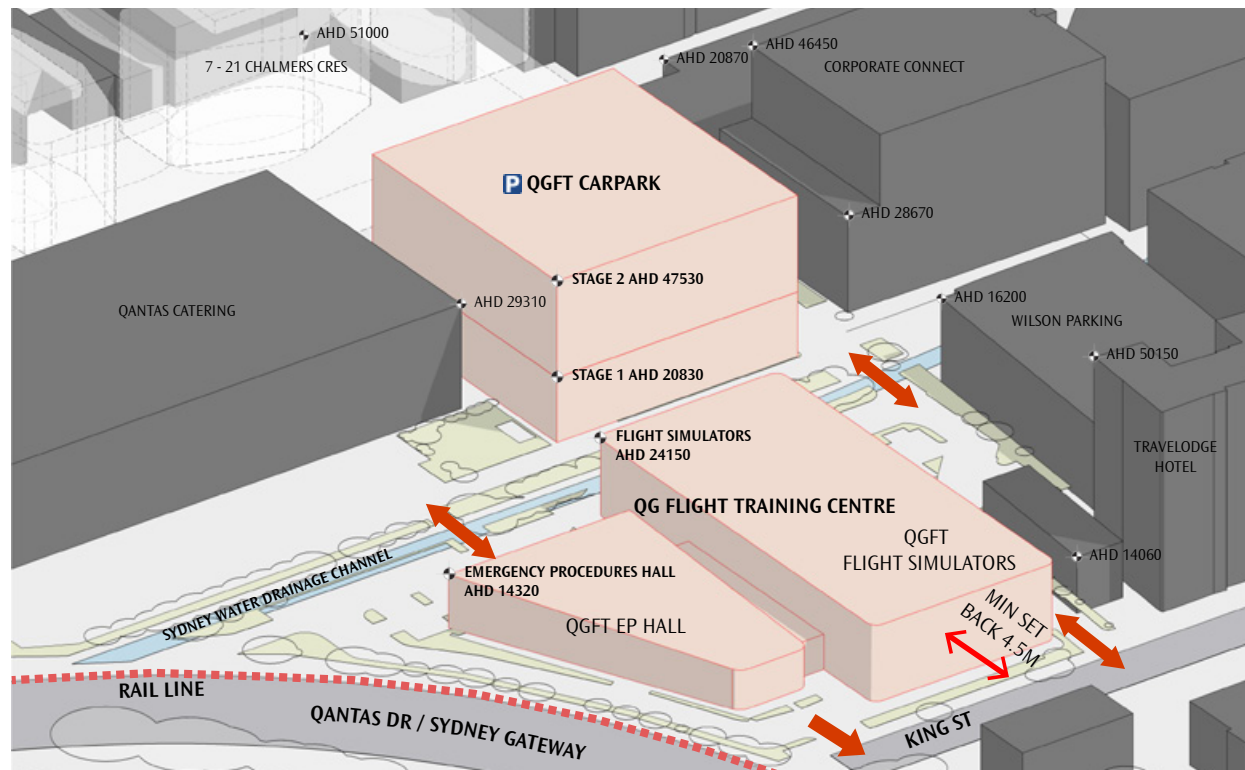 AHD 51000
7 - 21 CHALMERS CRES
AHD 20870
AHD 46450
CORPORATE CONNECT
P QGFT CARPARK
AHD 28670
STAGE 2 AHD 47530
AHD 29310
QANTAS CATERING
AHD 16200
WILSON PARKING
AHD 50150
STAGE 1 AHD 20830
FLIGHT SIMULATORS
AHD 24150
TRAVELODGE
HOTEL
QG FLIGHT TRAINING CENTRE
QGFT
FLIGHT SIMULATORS
AHD 14060
SYDNEY WATER DRAINAGE CHANNEL
EMERGENCY PROCEDURES HALL
AHD 14320
QGFT EP HALL
MIN SET
BACK 4.5M
RAIL LINE
QANTAS DR / SYDNEY GATEWAY
KING ST